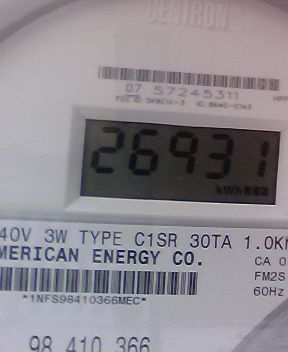 CENTRON®
07 57245311
26931
kWh
40V 3W TYPE C1SR 30TA 1.0K
MERICAN ENERGY CO.
CA 0
FM2S
60Hz
*1NFS98410366MEC*
98 410 366